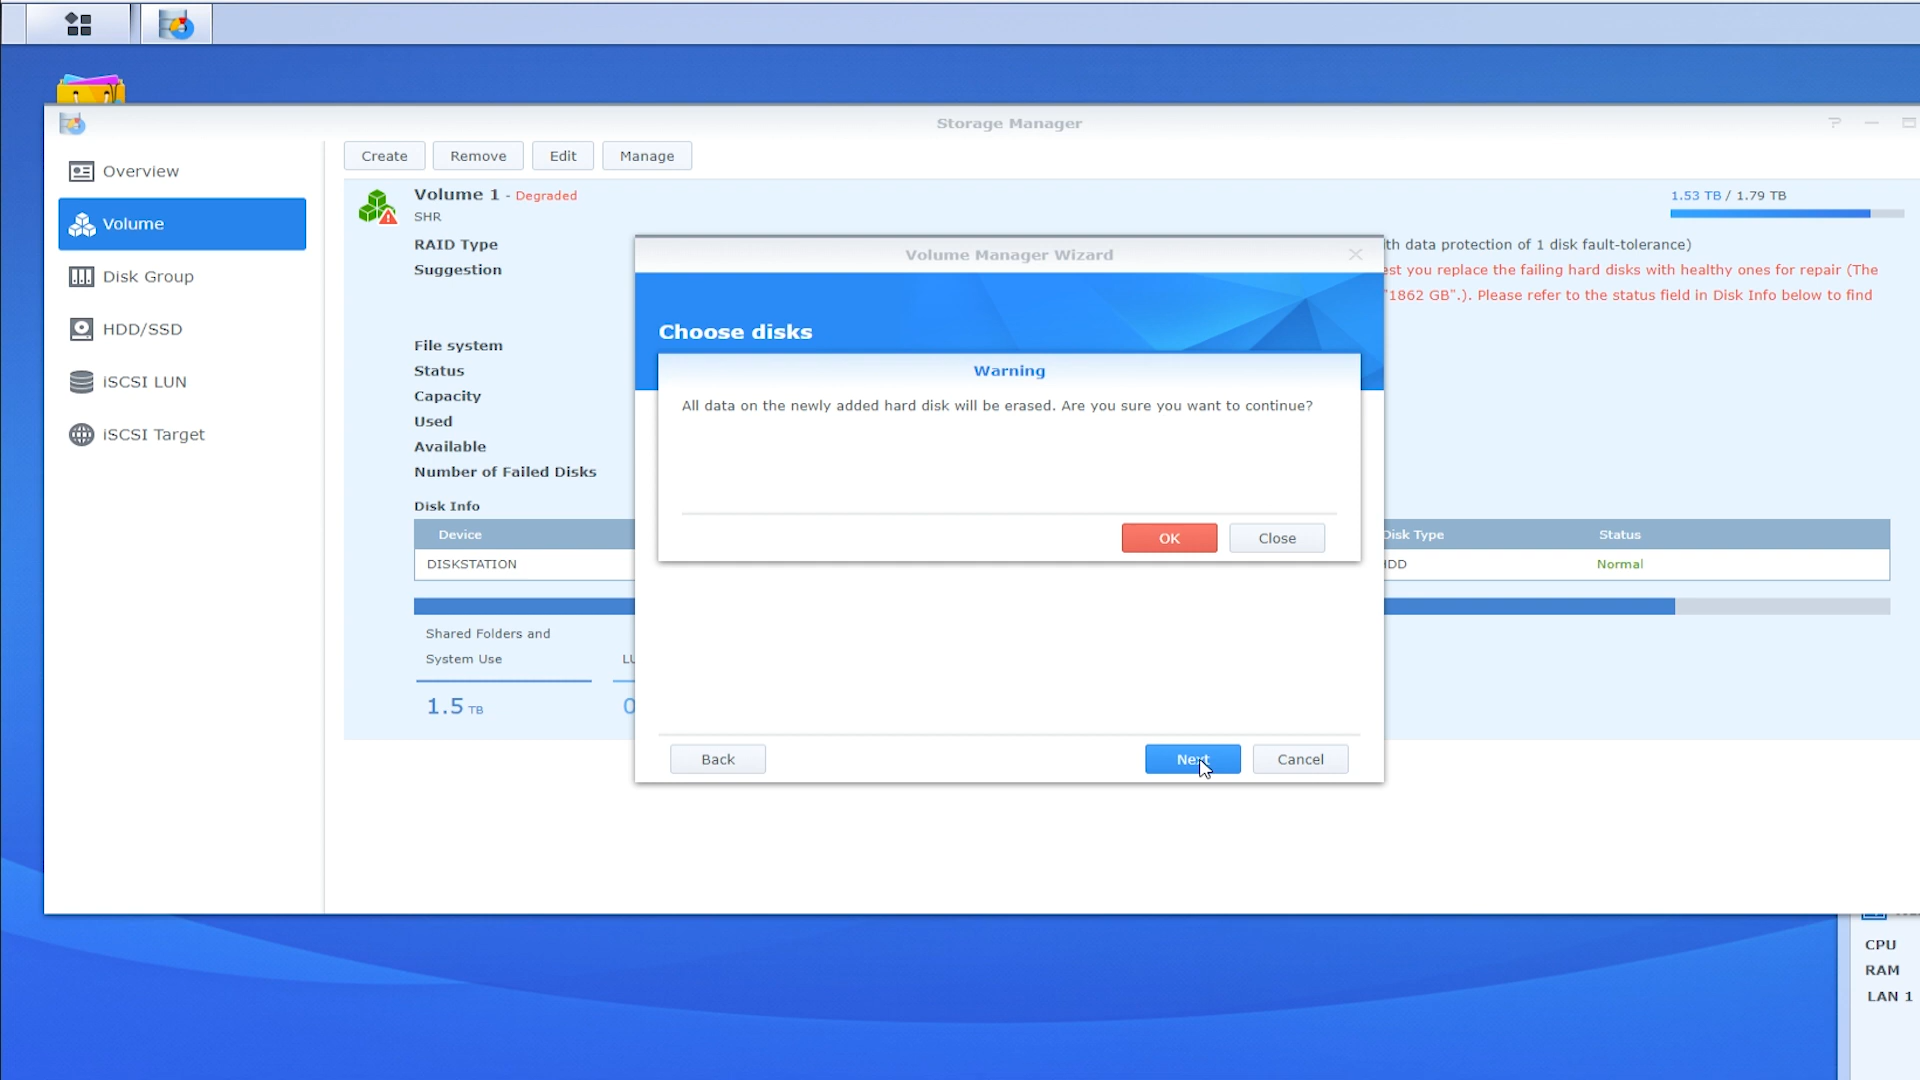 Storage Manager
Overview
Volume
Disk Group
HDD/SSD
iSCSI LUN
iSCSI Target
Create
Remove
Edit
Manage
Volume 1 - Degraded
SHR
1.53 TB / 1.79 TB
RAID Type
with data protection of 1 disk fault-tolerance)
Suggestion
you replace the failing hard disks with healthy ones for repair (The
"1862 GB".). Please refer to the status field in Disk Info below to find
File system
Status
Capacity
Used
Available
Number of Failed Disks
Disk Info
Device
Disk Type
Status
DISKSTATION
HDD
Normal
Shared Folders and
System Use
1.5 TB
0
Volume Manager Wizard
Choose disks
Warning
All data on the newly added hard disk will be erased. Are you sure you want to continue?
OK
Close
Back
Next
Cancel
CPU
RAM
LAN 1